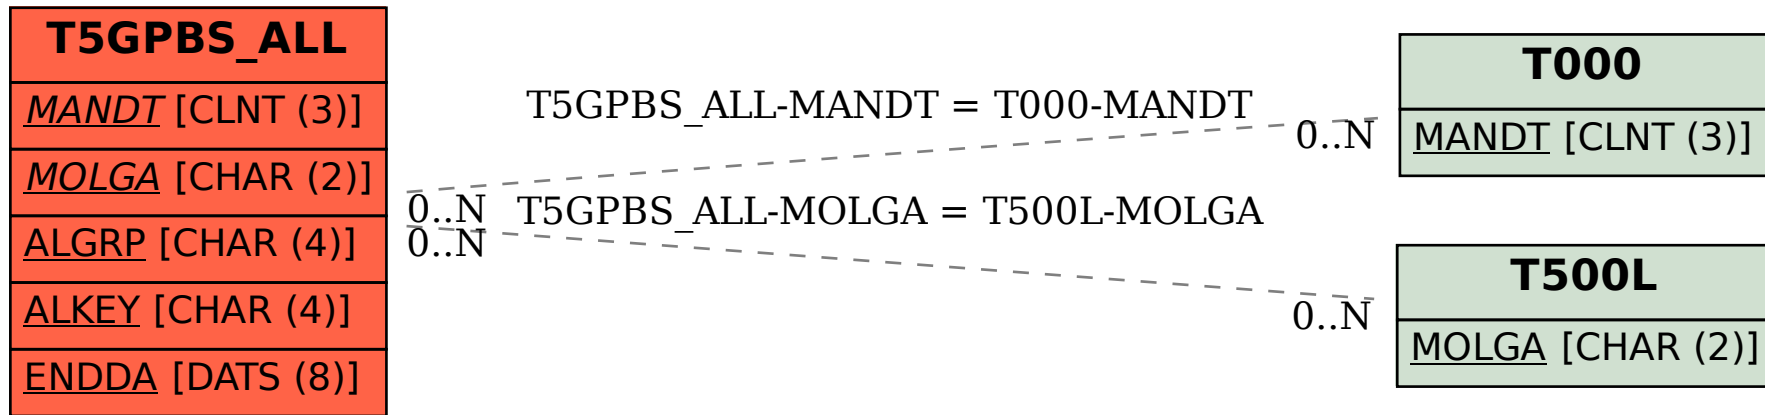 T5GPBS_ALL
MANDT [CLNT (3)]
MOLGA [CHAR (2)]
ALGRP [CHAR (4)]
ALKEY [CHAR (4)]
ENDDA [DATS (8)]
T5GPBS_ALL-MANDT = T000-MANDT
0..N
0..N
T5GPBS_ALL-MOLGA = T500L-MOLGA
0..N
0..N
T000
MANDT [CLNT (3)]
T500L
MOLGA [CHAR (2)]